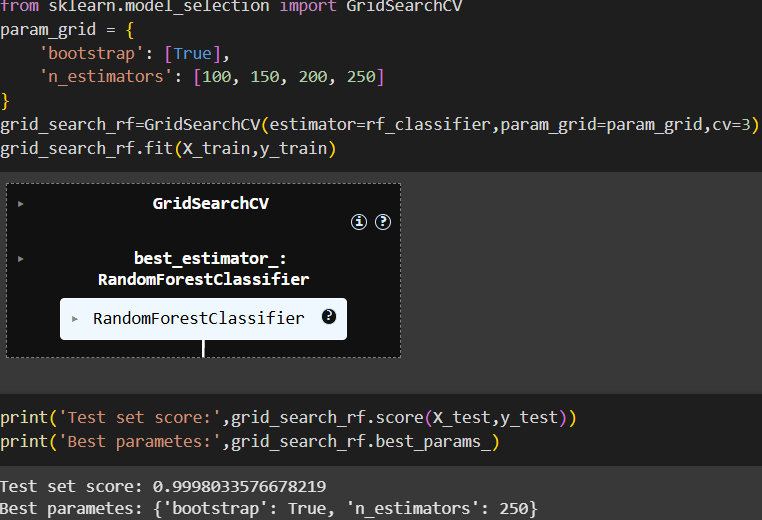 from sklearn.model_selection import GridSearchCV
param_grid = {
    'bootstrap': [True],
    'n_estimators': [100, 150, 200, 250]
}
grid_search_rf=GridSearchCV(estimator=rf_classifier,param_grid=param_grid,cv=3)
grid_search_rf.fit(X_train,y_train)
GridSearchCV
i ?
best_estimator_:
RandomForestClassifier
RandomForestClassifier ?
print('Test set score:',grid_search_rf.score(X_test,y_test))
print('Best parametes:',grid_search_rf.best_params_)
Test set score: 0.9998033576678219
Best parametes: {'bootstrap': True, 'n_estimators': 250}